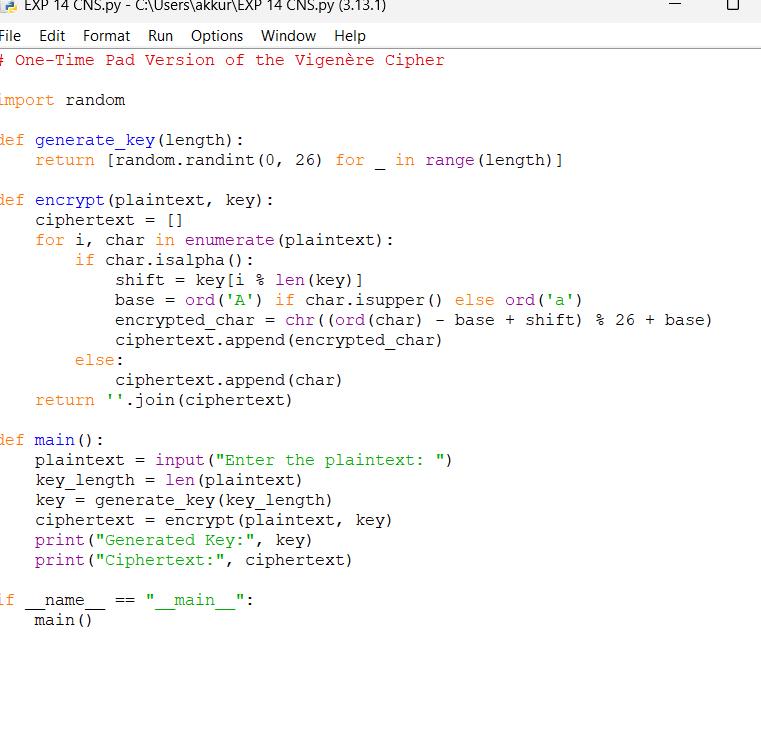 EXP 14 CNS.py - C:\Users\akkur\EXP 14 CNS.py (3.13.1)
File Edit Format Run Options Window Help
# One-Time Pad Version of the Vigenère Cipher

import random

def generate_key(length):
    return [random.randint(0, 26) for _ in range(length)]

def encrypt(plaintext, key):
    ciphertext = []
    for i, char in enumerate(plaintext):
        if char.isalpha():
            shift = key[i % len(key)]
            base = ord('A') if char.isupper() else ord('a')
            encrypted_char = chr((ord(char) - base + shift) % 26 + base)
            ciphertext.append(encrypted_char)
        else:
            ciphertext.append(char)
    return ''.join(ciphertext)

def main():
    plaintext = input("Enter the plaintext: ")
    key_length = len(plaintext)
    key = generate_key(key_length)
    ciphertext = encrypt(plaintext, key)
    print("Generated Key:", key)
    print("Ciphertext:", ciphertext)

if __name__ == "__main__":
    main()